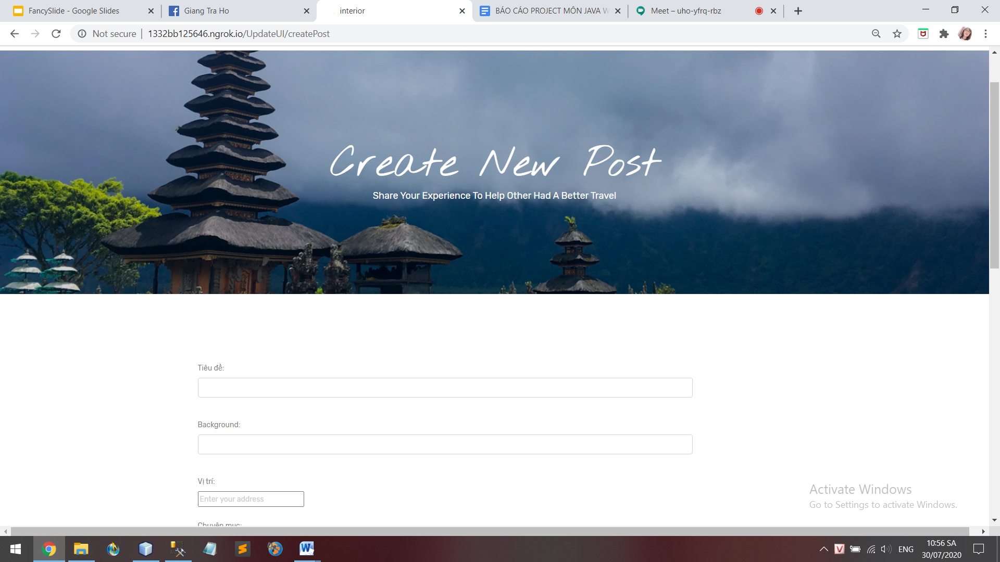 FancySlide - Google Slides
Giang Tra Ho
interior
BÁO CÁO PROJECT MÔN JAVA W
Meet – uho-yfrq-rbz
Not secure
1332bb125646.ngrok.io/UpdateUI/createPost
Create New Post
Share Your Experience To Help Other Had A Better Travel
Tiêu đề:
Background:
Vị trí:
Enter your address
Chuyên mục:
Activate Windows
Go to Settings to activate Windows.
ENG
10:56 SA
30/07/2020